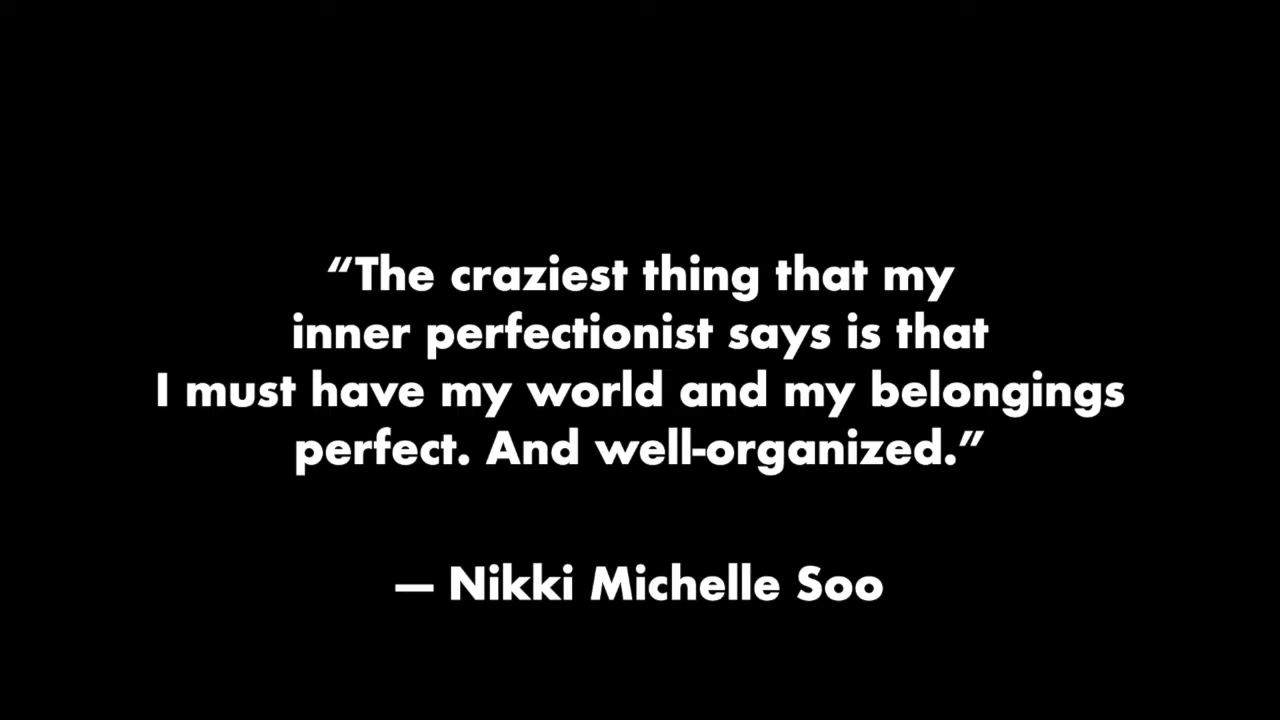 “The craziest thing that my
inner perfectionist says is that
I must have my world and my belongings
perfect. And well-organized.”
— Nikki Michelle Soo